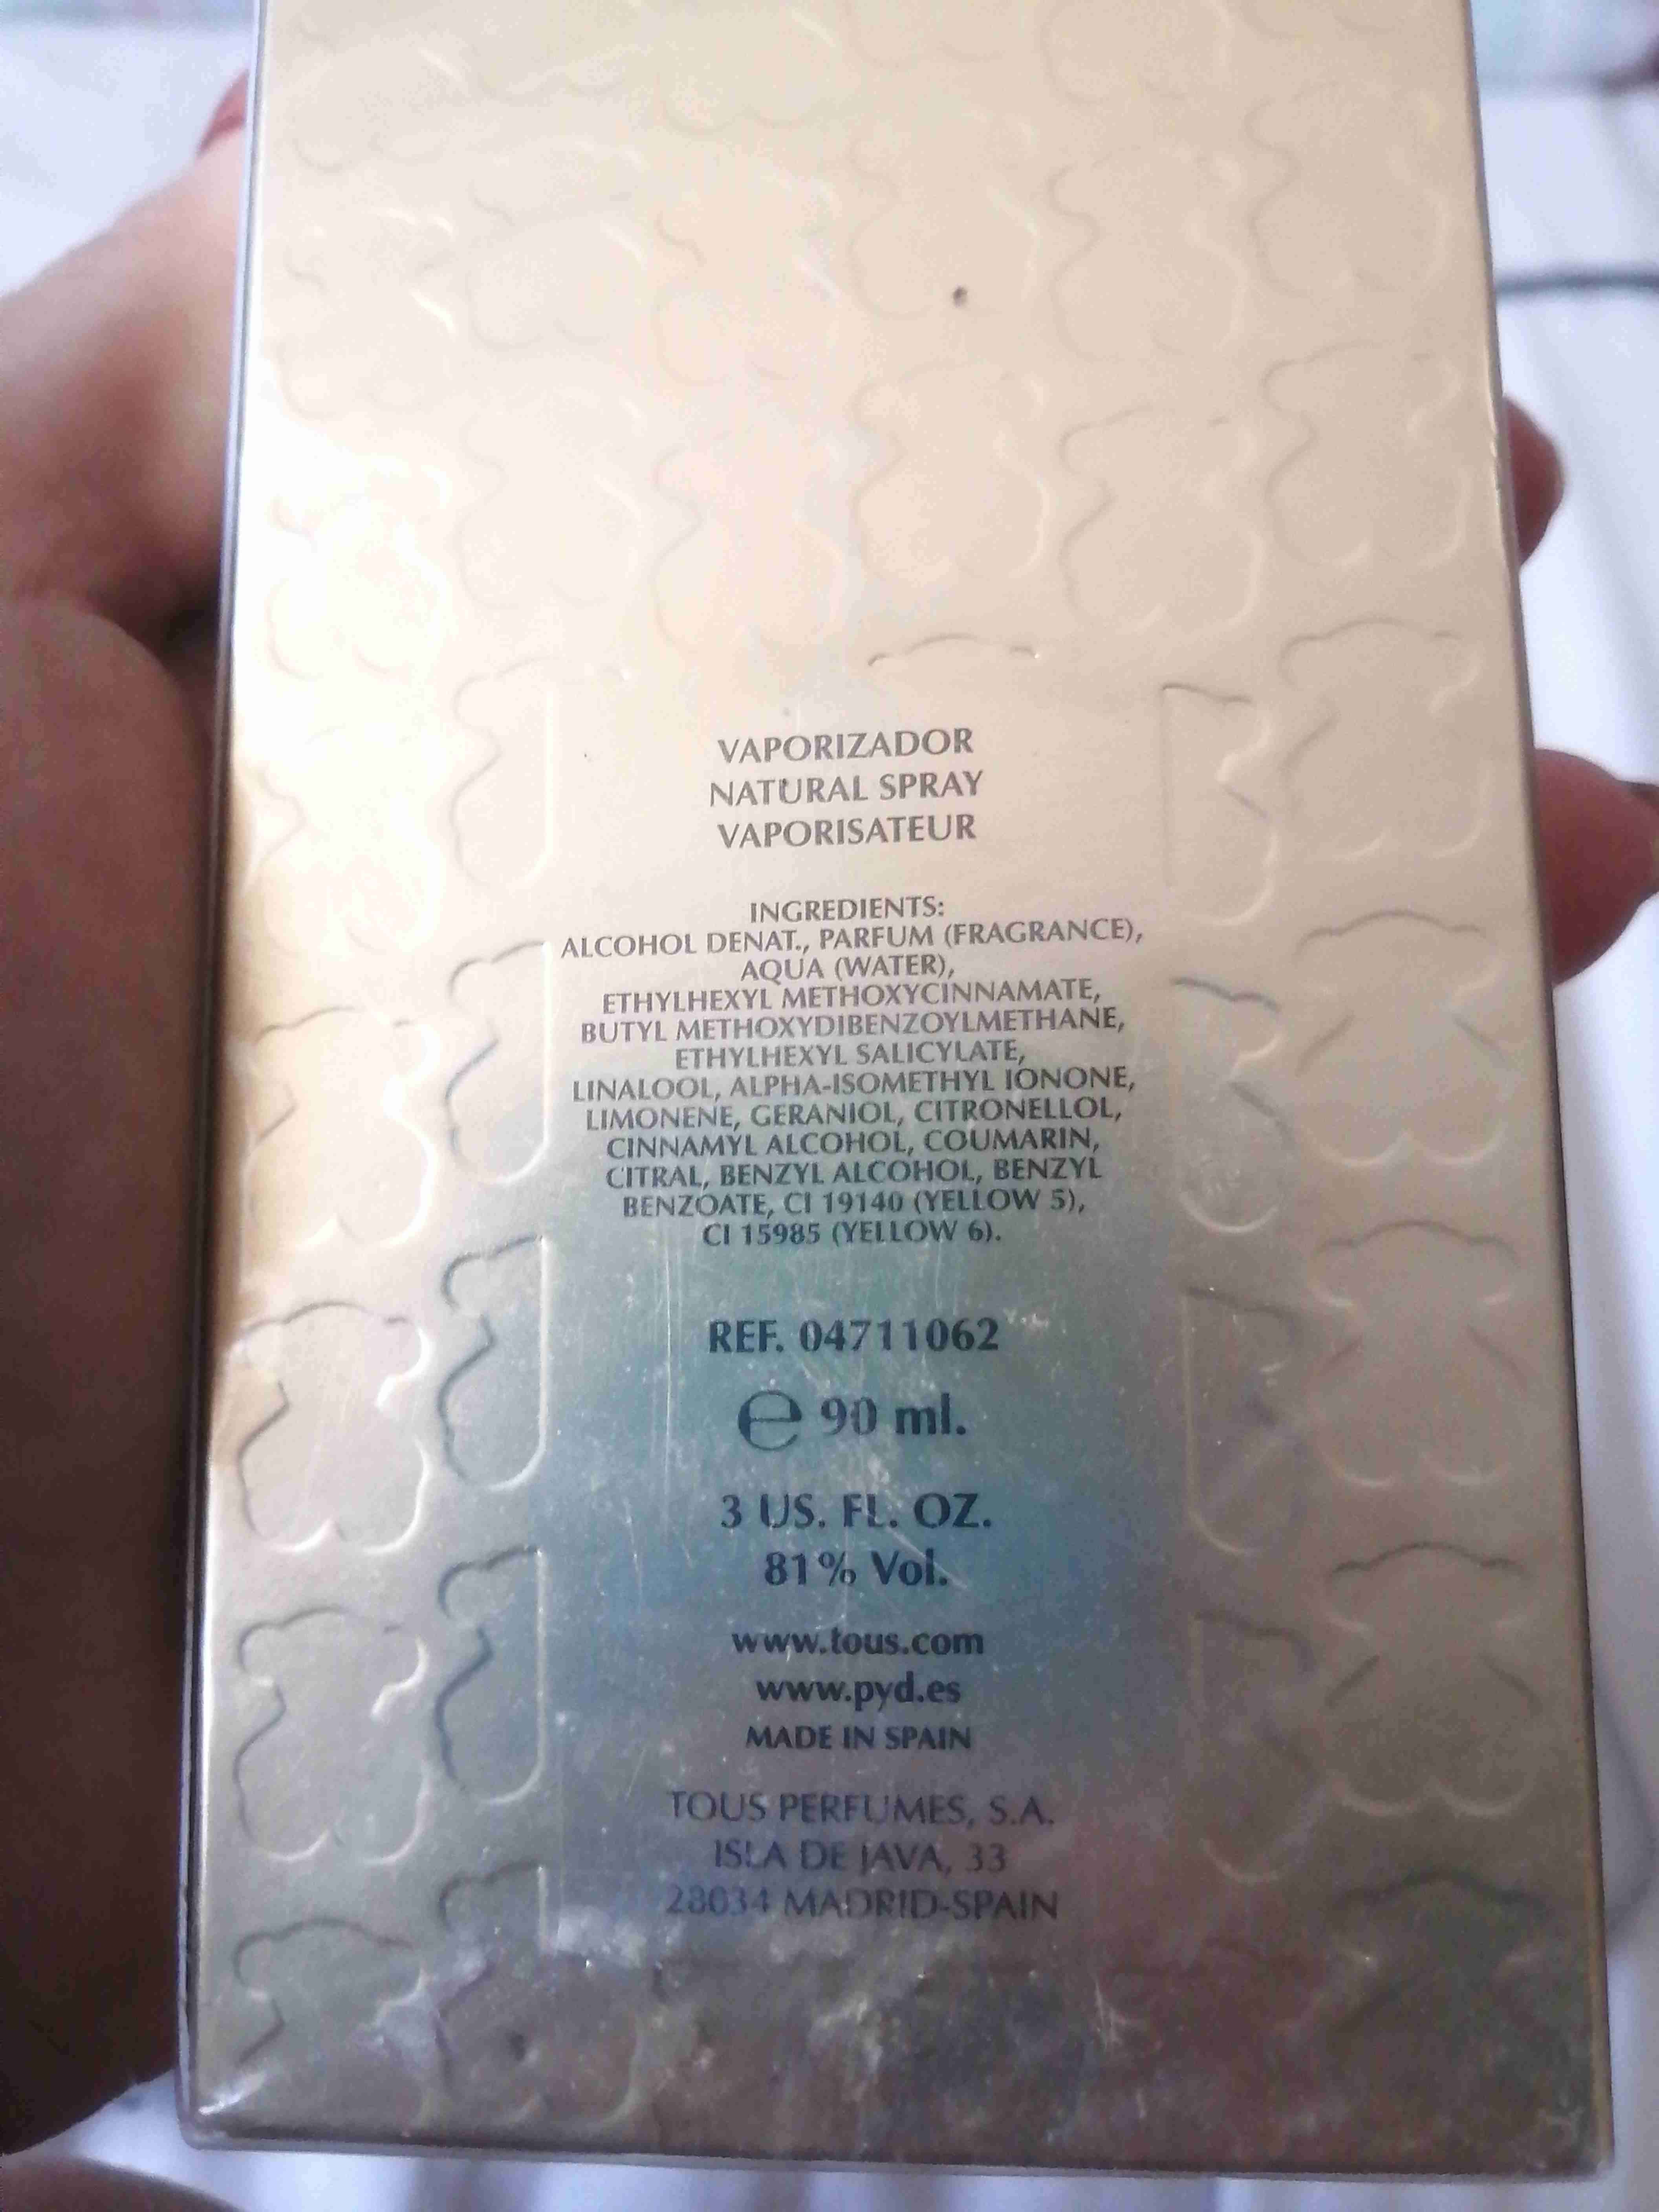 VAPORIZADOR
NATURAL SPRAY
VAPORISATEUR
INGREDIENTS:
ALCOHOL DENAT., PARFUM (FRAGRANCE),
AQUA (WATER),
ETHYLHEXYL METHOXYCINNAMATE,
BUTYL METHOXYDIBENZOYLMETHANE,
ETHYLHEXYL SALICYLATE,
LINALOOL, ALPHA-ISOMETHYL IONONE,
LIMONENE, GERANIOL, CITRONELLOL,
CINNAMYL ALCOHOL, COUMARIN,
CITRAL, BENZYL ALCOHOL, BENZYL
BENZOATE, CI 19140 (YELLOW 5),
CI 15985 (YELLOW 6).
REF. 04711062
℮ 90 ml.
3 US. FL. OZ.
81% Vol.
www.tous.com
www.pyd.es
MADE IN SPAIN
TOUS PERFUMES, S.A.
ISLA DE JAVA, 33
28034 MADRID-SPAIN